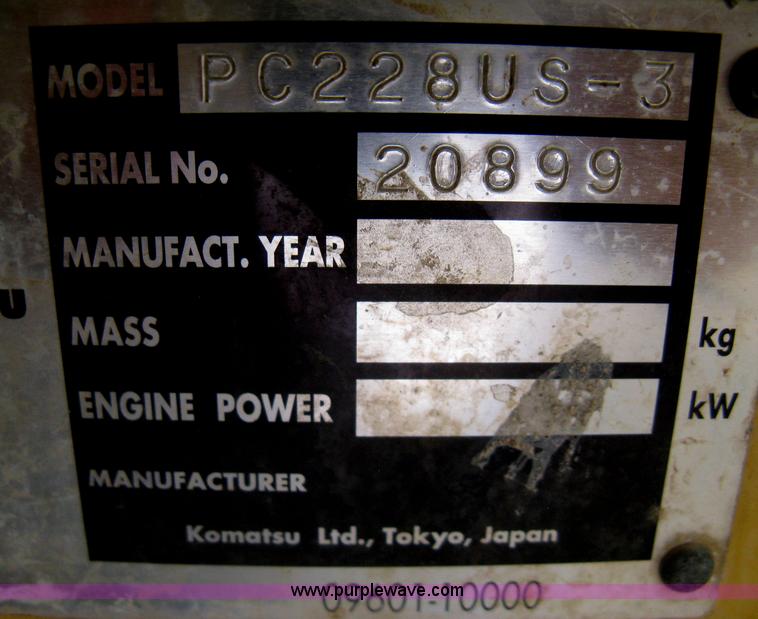 MODEL PC228US-3
SERIAL No. 20899
MANUFACT. YEAR
MASS kg
ENGINE POWER kW
MANUFACTURER
Komatsu Ltd., Tokyo, Japan
www.purplewave.com
09601-10000
U